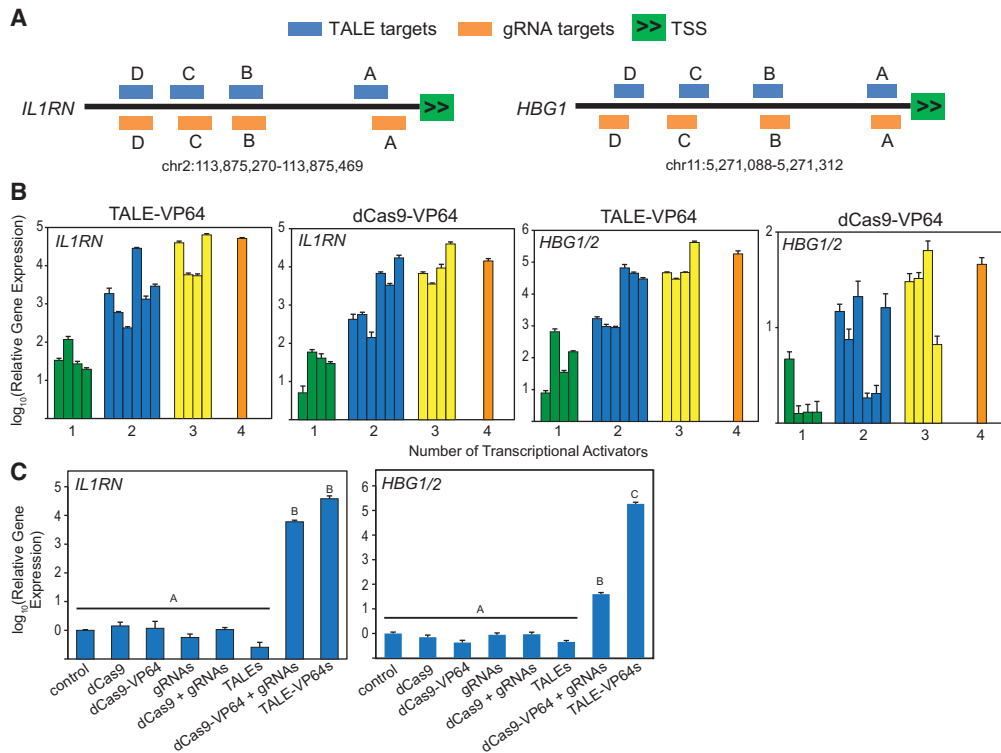 A
TALE targets
gRNA targets
>> TSS
D C B A
IL1RN >>
D C B A
chr2:113,875,270-113,875,469
D C B A
HBG1 >>
D C B A
chr11:5,271,088-5,271,312
B
log10(Relative Gene Expression)
TALE-VP64
IL1RN
5
4
3
2
1
1 2 3 4
dCas9-VP64
IL1RN
5
4
3
2
1
1 2 3 4
TALE-VP64
HBG1/2
6
5
4
3
2
1
1 2 3 4
dCas9-VP64
HBG1/2
2
1
1 2 3 4
Number of Transcriptional Activators
C
log10(Relative Gene
Expression)
IL1RN
5
4
3
2
1
0
A
B
B
control
dCas9
dCas9-VP64
gRNAs
dCas9 + gRNAs
TALEs
dCas9-VP64 + gRNAs
TALE-VP64s
HBG1/2
6
5
4
3
2
1
0
A
B
C
control
dCas9
dCas9-VP64
gRNAs
dCas9 + gRNAs
TALEs
dCas9-VP64 + gRNAs
TALE-VP64s